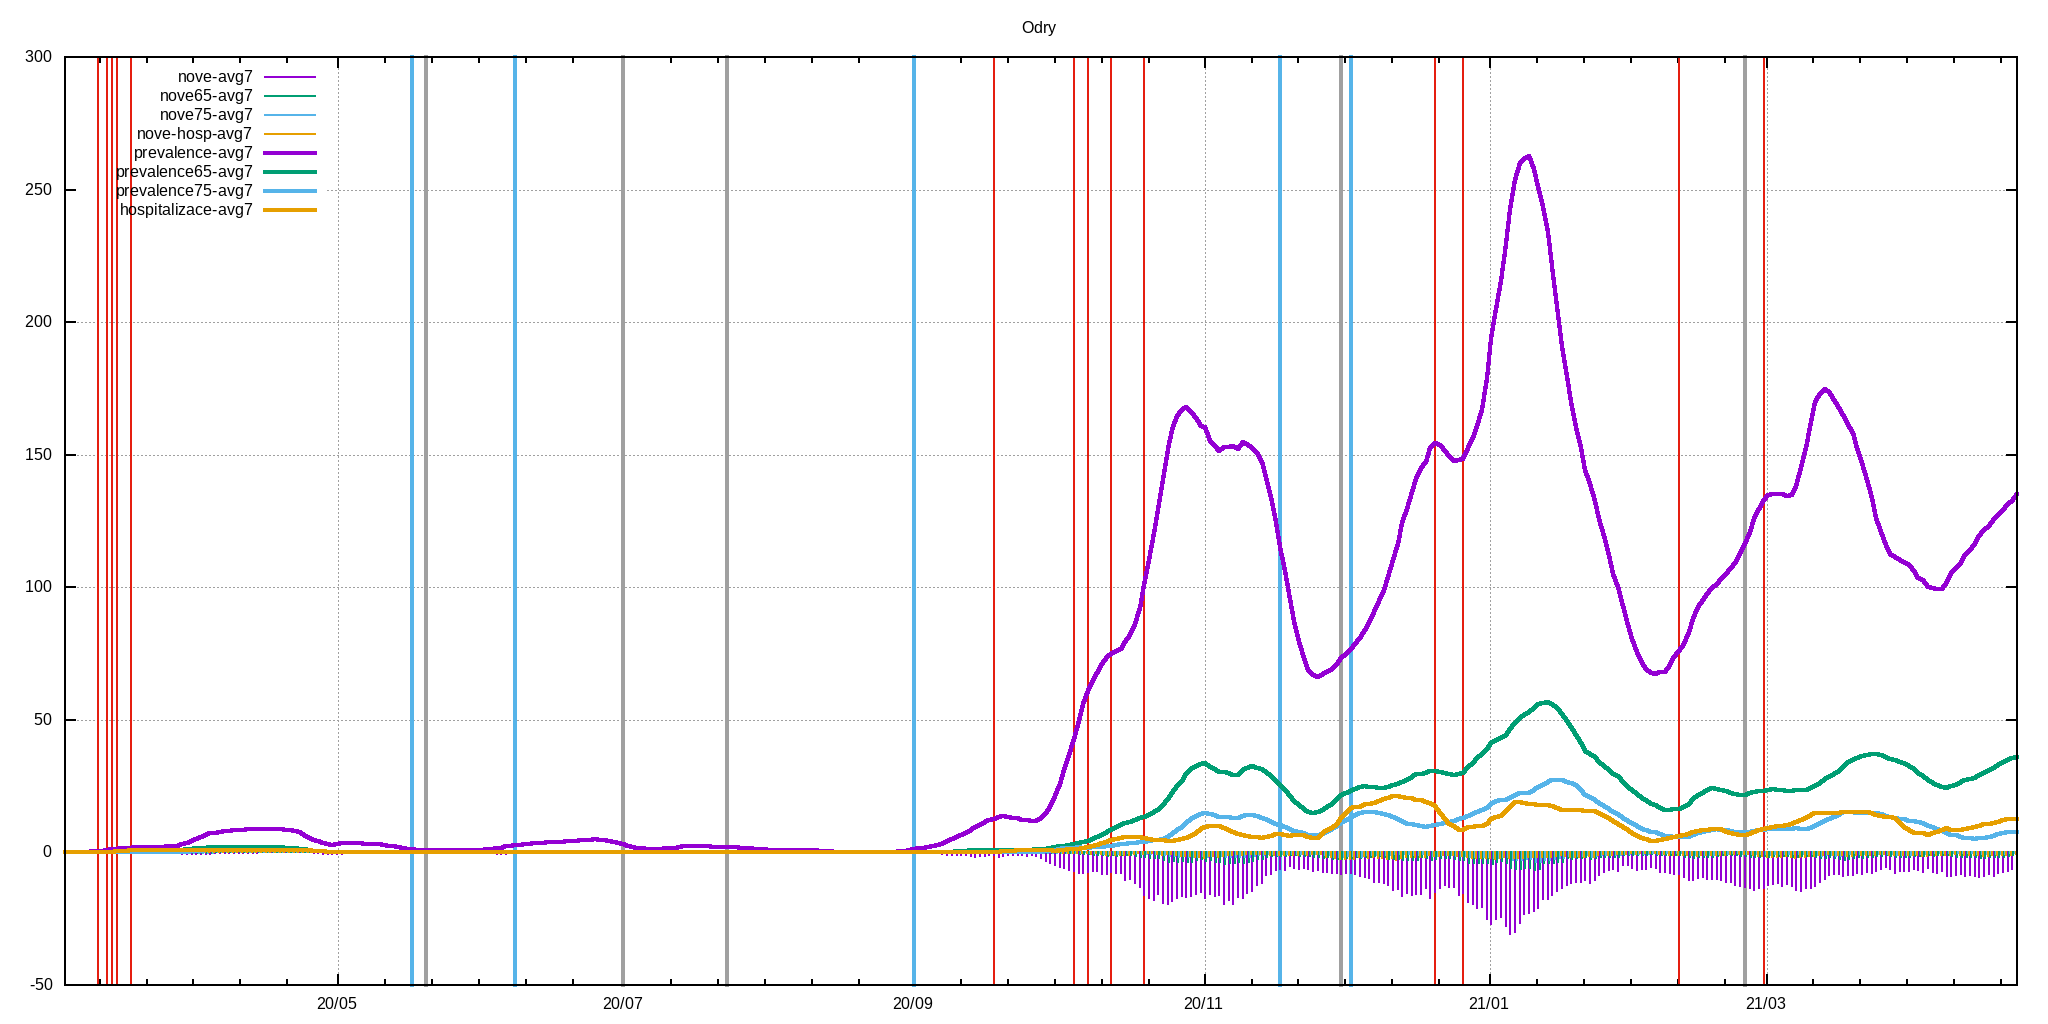 Odry
300
250
200
150
100
50
0
-50
nove-avg7
nove65-avg7
nove75-avg7
nove-hosp-avg7
prevalence-avg7
prevalence65-avg7
prevalence75-avg7
hospitalizace-avg7
20/05
20/07
20/09
20/11
21/01
21/03